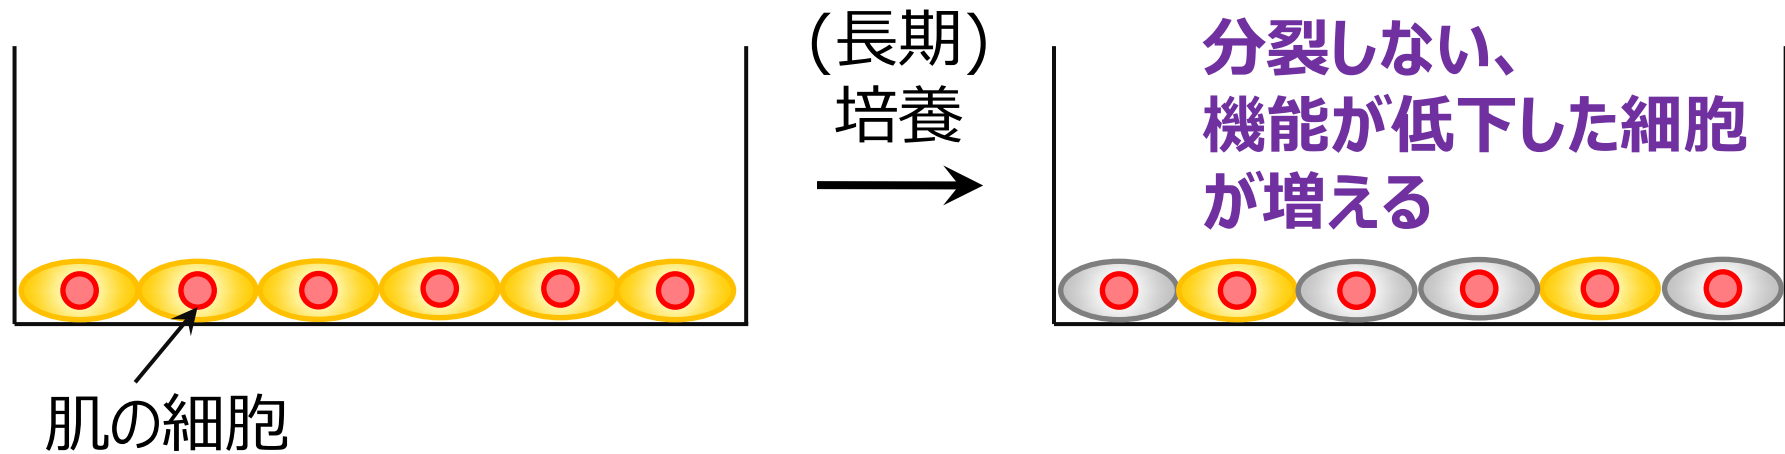 (長期)
培養
分裂しない、
機能が低下した細胞
が増える
肌の細胞